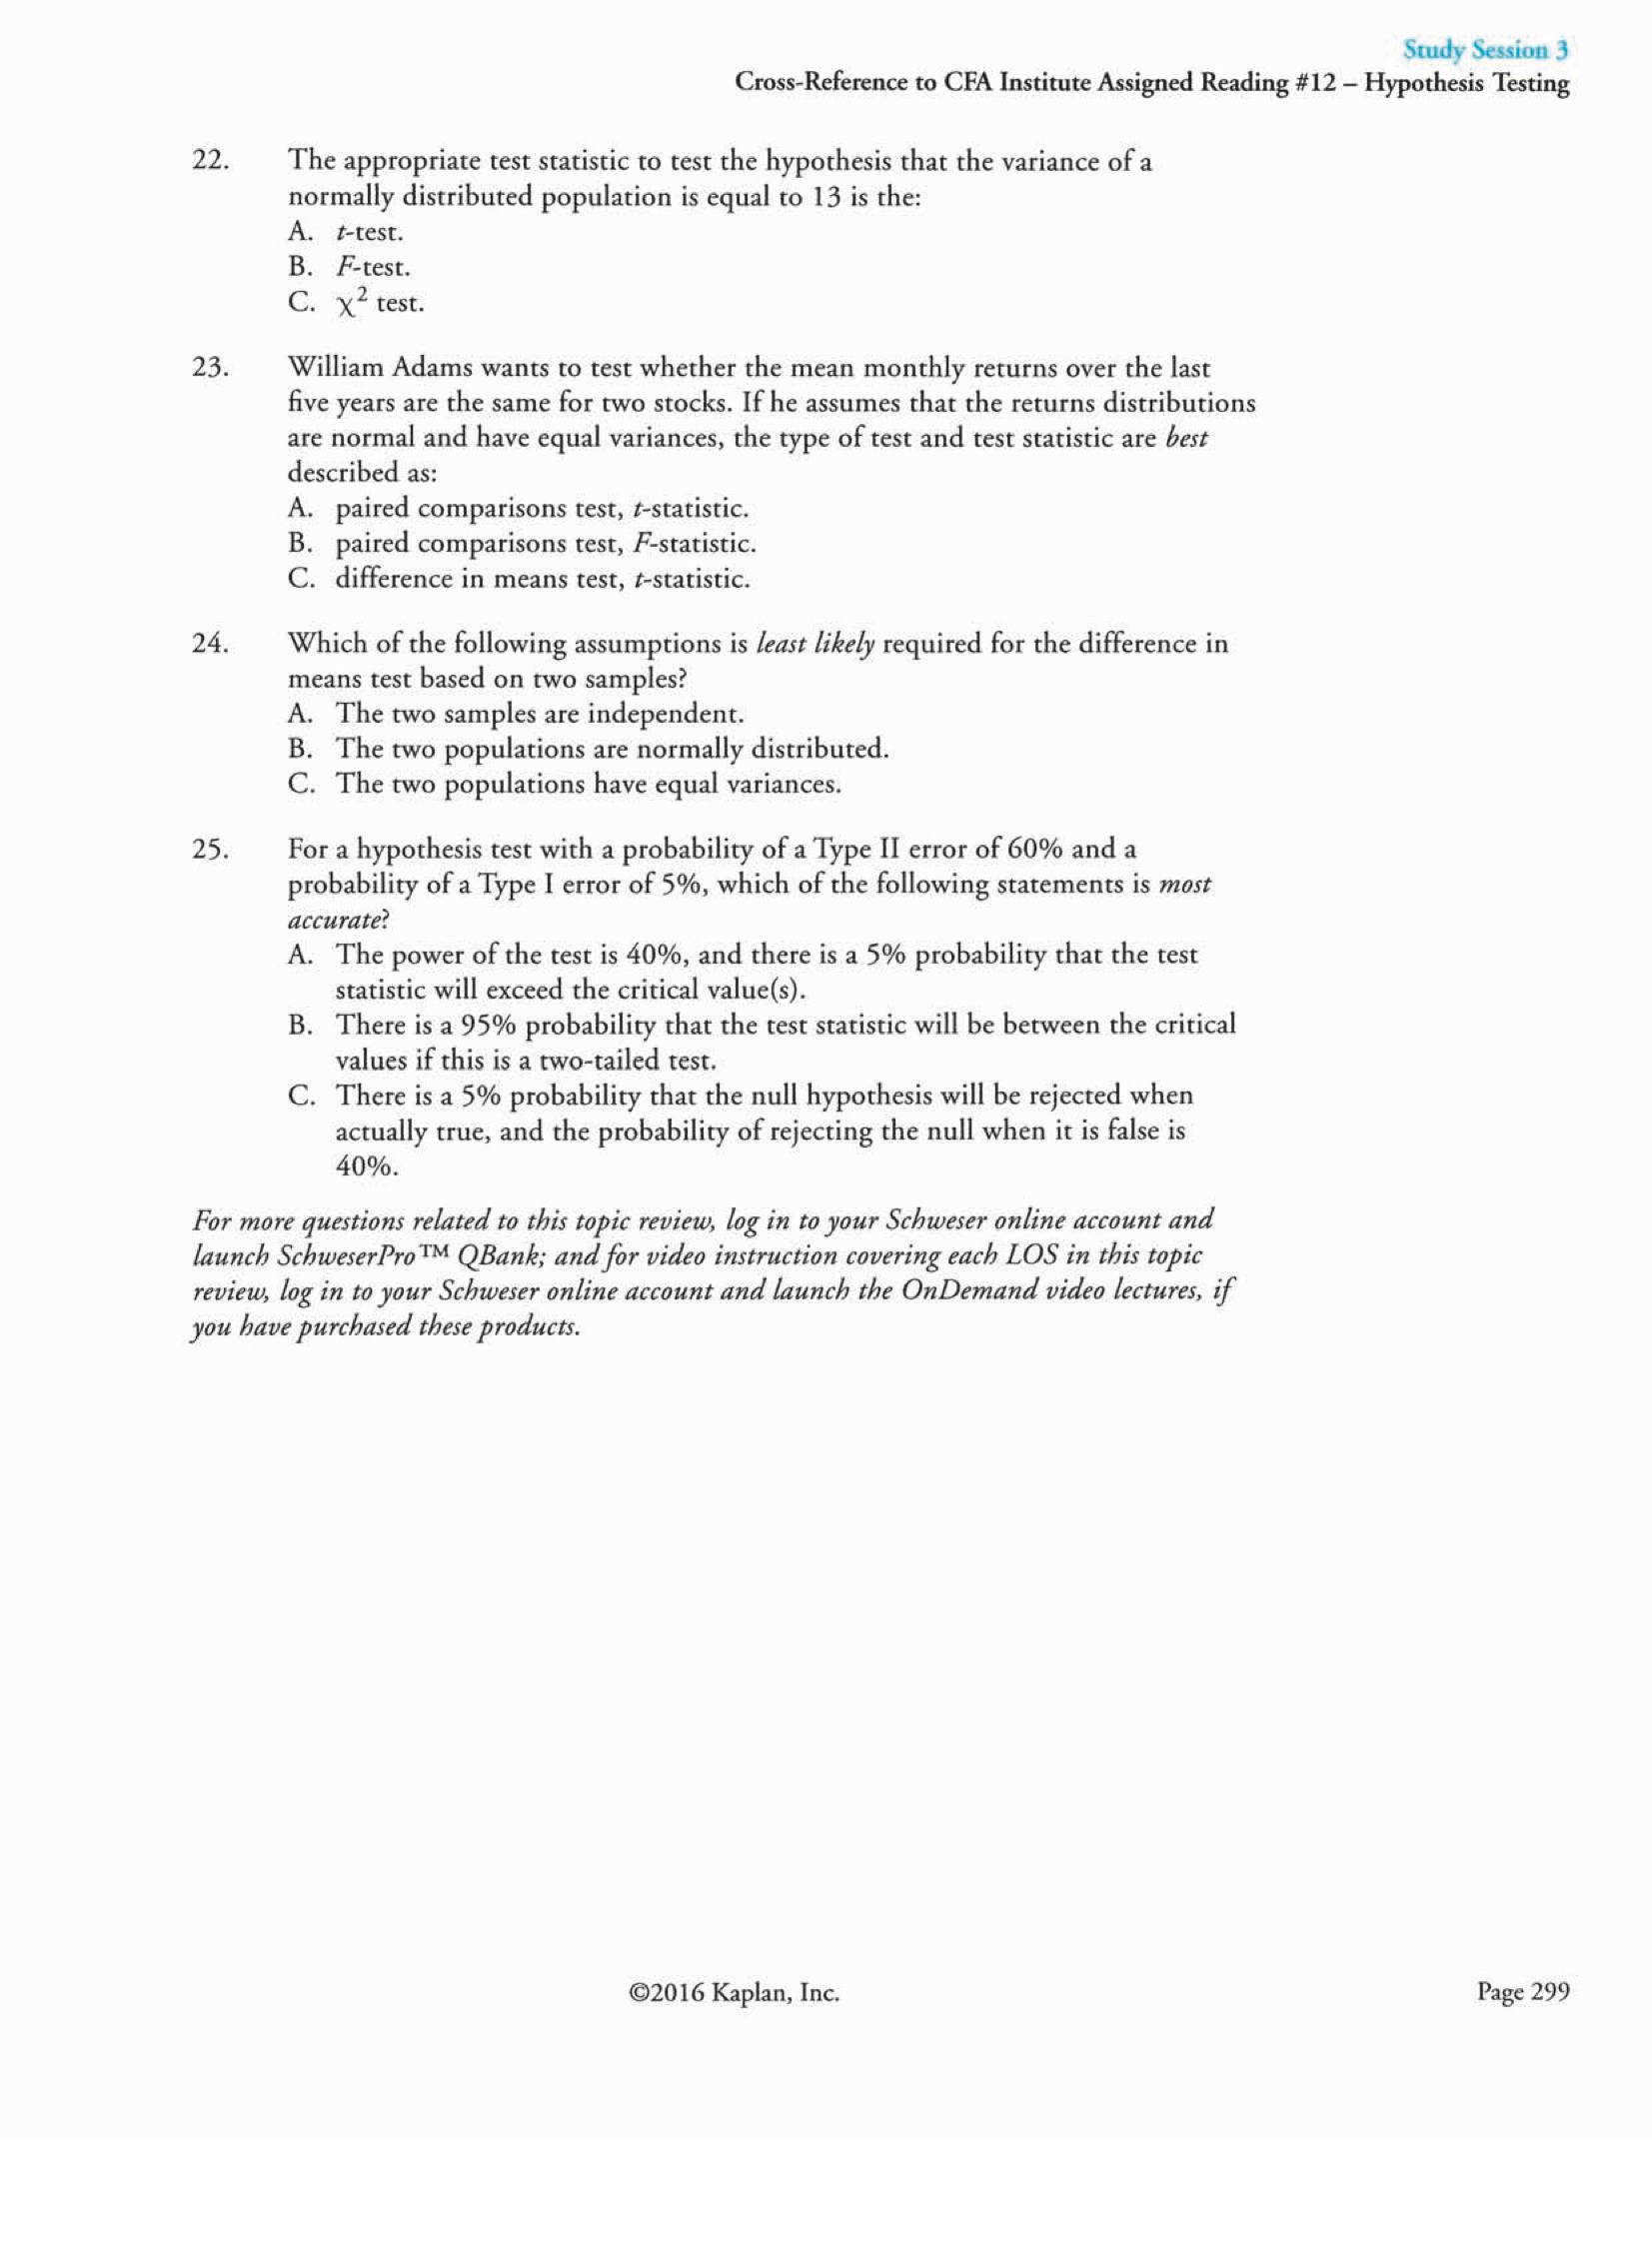 Study Session 3
Cross-Reference to CFA Institute Assigned Reading #12 – Hypothesis Testing
22. The appropriate test statistic to test the hypothesis that the variance of a
normally distributed population is equal to 13 is the:
A. t-test.
B. F-test.
C. χ² test.
23. William Adams wants to test whether the mean monthly returns over the last
five years are the same for two stocks. If he assumes that the returns distributions
are normal and have equal variances, the type of test and test statistic are best
described as:
A. paired comparisons test, t-statistic.
B. paired comparisons test, F-statistic.
C. difference in means test, t-statistic.
24. Which of the following assumptions is least likely required for the difference in
means test based on two samples?
A. The two samples are independent.
B. The two populations are normally distributed.
C. The two populations have equal variances.
25. For a hypothesis test with a probability of a Type II error of 60% and a
probability of a Type I error of 5%, which of the following statements is most
accurate?
A. The power of the test is 40%, and there is a 5% probability that the test
statistic will exceed the critical value(s).
B. There is a 95% probability that the test statistic will be between the critical
values if this is a two-tailed test.
C. There is a 5% probability that the null hypothesis will be rejected when
actually true, and the probability of rejecting the null when it is false is
40%.
For more questions related to this topic review, log in to your Schweser online account and
launch SchweserPro™ QBank; and for video instruction covering each LOS in this topic
review, log in to your Schweser online account and launch the OnDemand video lectures, if
you have purchased these products.
©2016 Kaplan, Inc.
Page 299